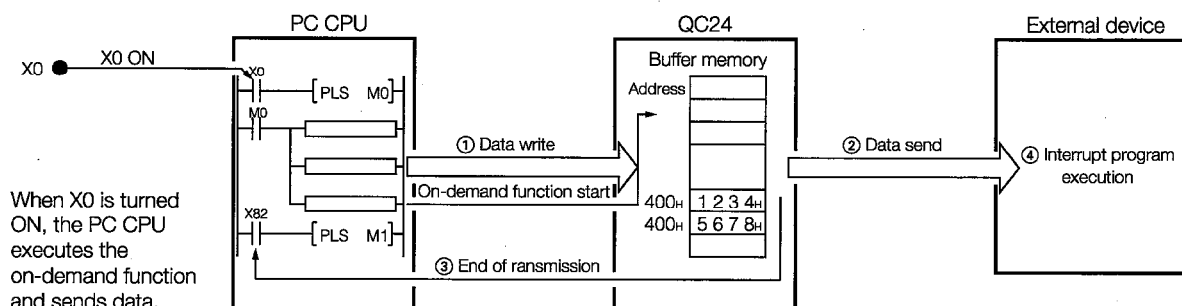 PC CPU
QC24
External device
X0 X0 ON
Buffer memory
Address
X0
PLS M0
M0
① Data write
② Data send
④ Interrupt program
execution
On-demand function start
When X0 is turned
ON, the PC CPU
executes the
on-demand function
and sends data.
400H 1 2 3 4H
400H 5 6 7 8H
X82
PLS M1
③ End of ransmission